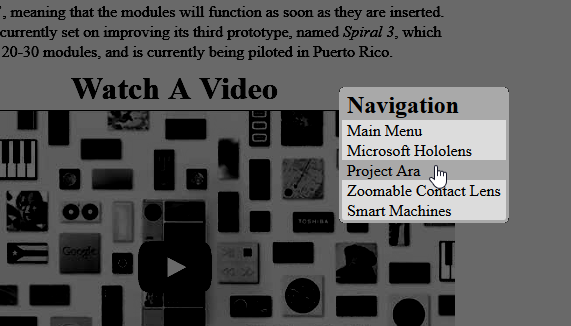 ', meaning that the modules will function as soon as they are inserted.
currently set on improving its third prototype, named Spiral 3, which
20-30 modules, and is currently being piloted in Puerto Rico.
Watch A Video
Navigation
Main Menu
Microsoft Hololens
Project Ara
Zoomable Contact Lens
Smart Machines
TOSHIBA
Google